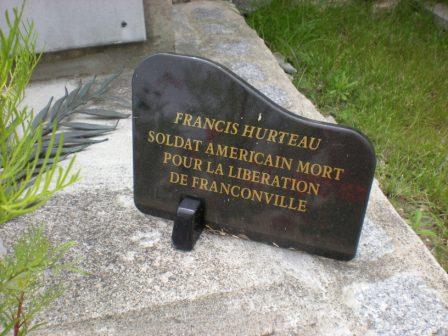 FRANCIS HURTEAU
SOLDAT AMERICAIN MORT
POUR LA LIBERATION
DE FRANCONVILLE